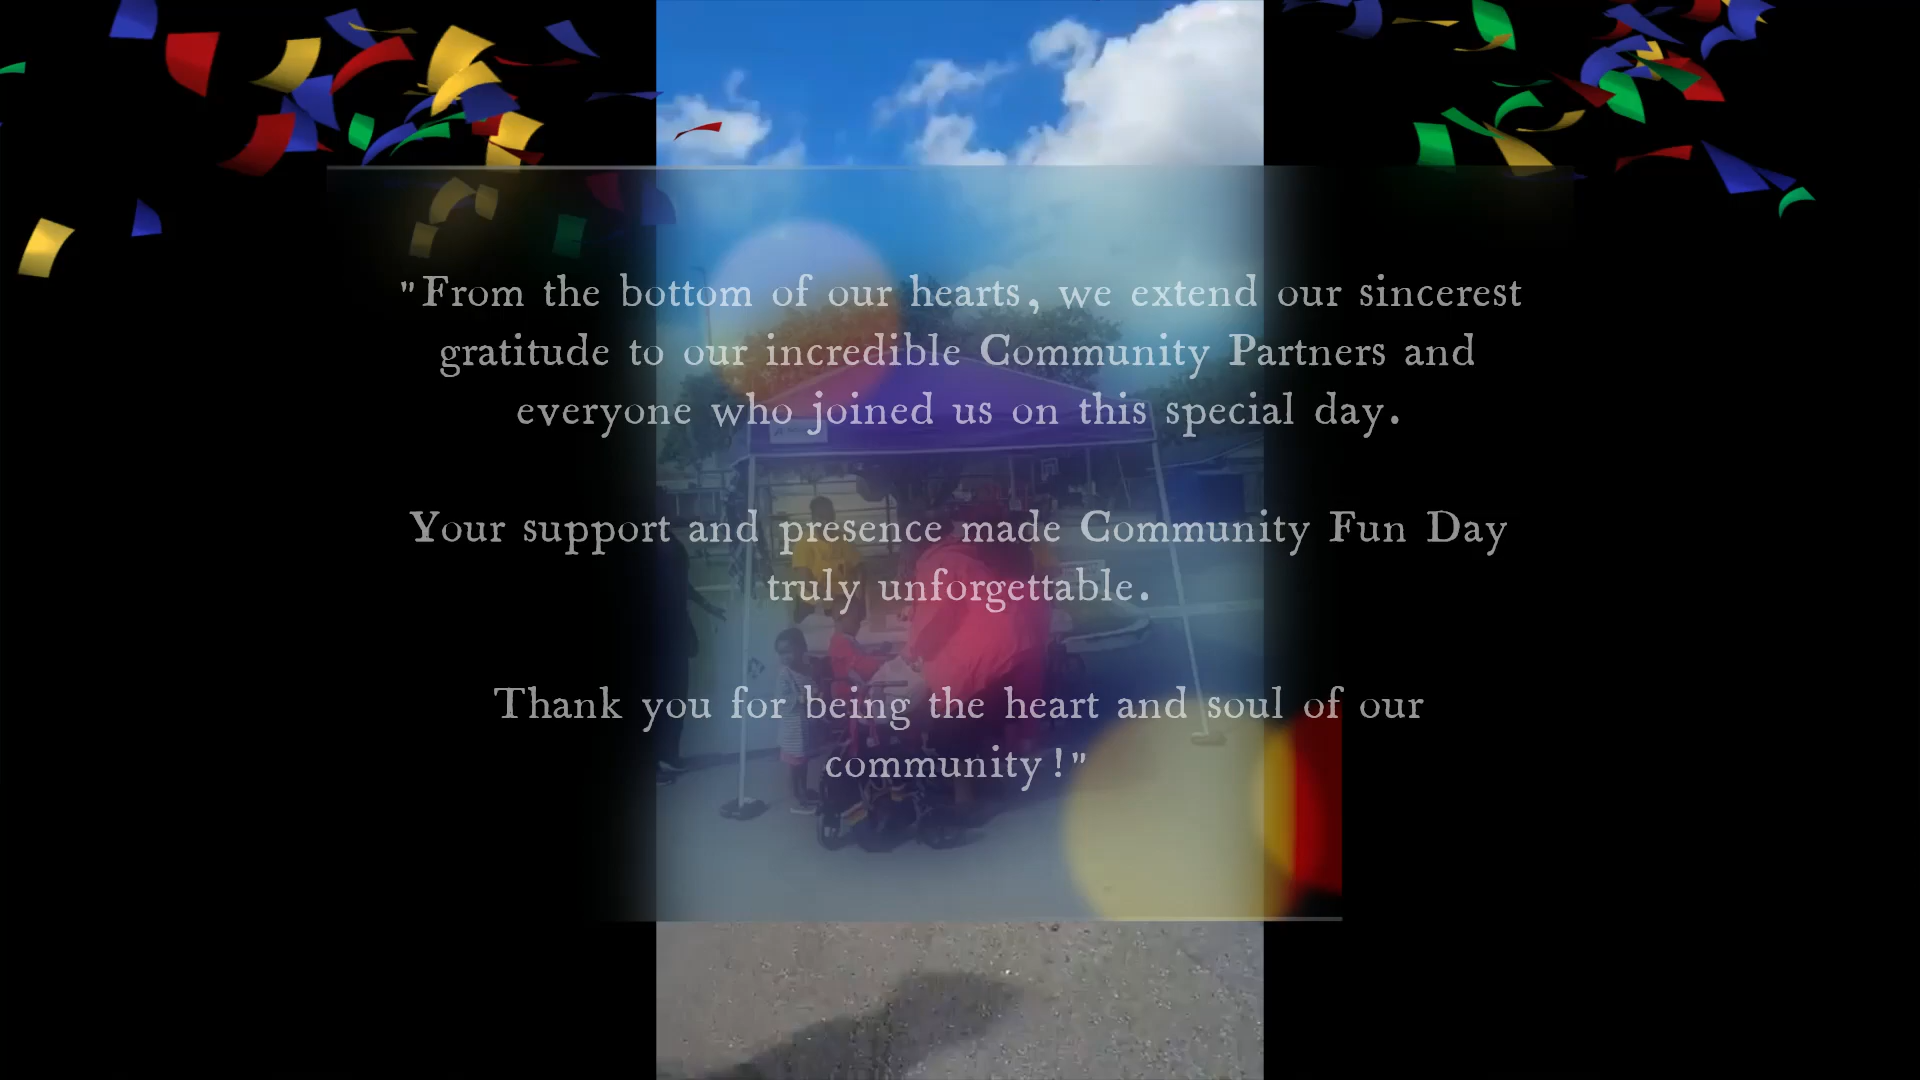 "From the bottom of our hearts, we extend our sincerest
gratitude to our incredible Community Partners and
everyone who joined us on this special day.
Your support and presence made Community Fun Day
truly unforgettable.
Thank you for being the heart and soul of our
community!"